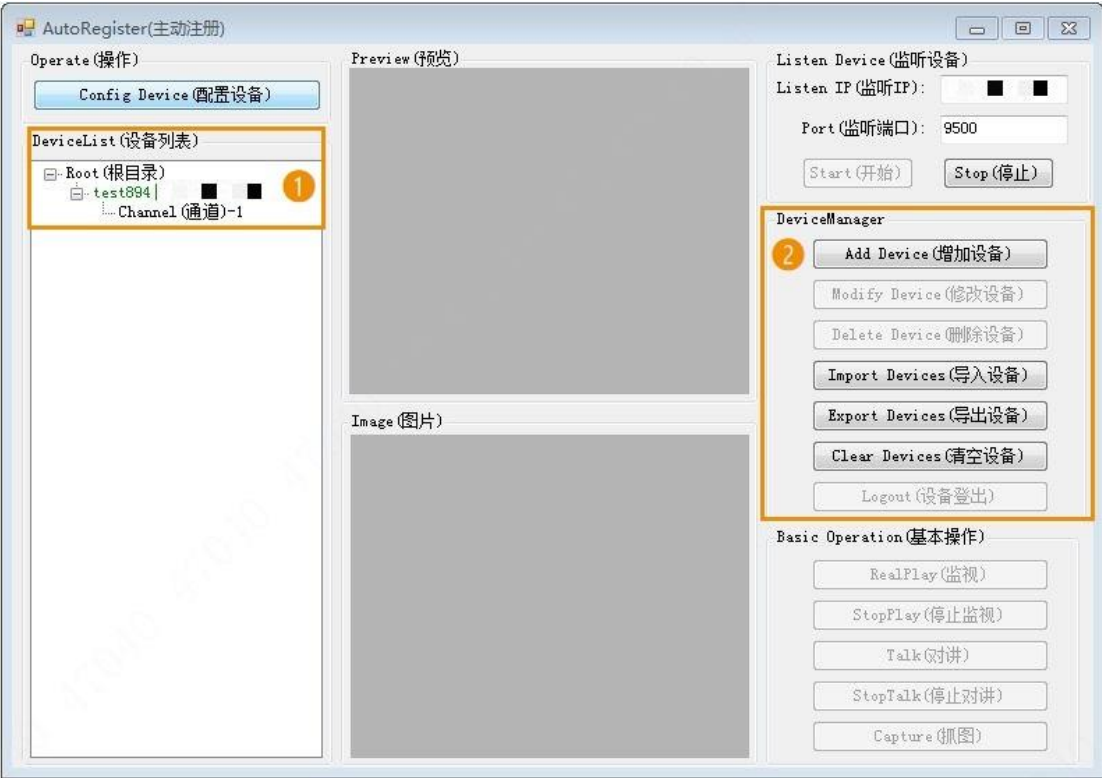 AutoRegister(主动注册)
Operate(操作)
Config Device(配置设备)
DeviceList(设备列表)
Root(根目录)
test894|
1
Channel(通道)-1
Preview(预览)
Image(图片)
Listen Device(监听设备)
Listen IP(监听IP):
Port(监听端口): 9500
Start(开始) Stop(停止)
DeviceManager
2
Add Device(增加设备)
Modify Device(修改设备)
Delete Device(删除设备)
Import Devices(导入设备)
Export Devices(导出设备)
Clear Devices(清空设备)
Logout(设备登出)
Basic Operation(基本操作)
RealPlay(监视)
StopPlay(停止监视)
Talk(对讲)
StopTalk(停止对讲)
Capture(抓图)